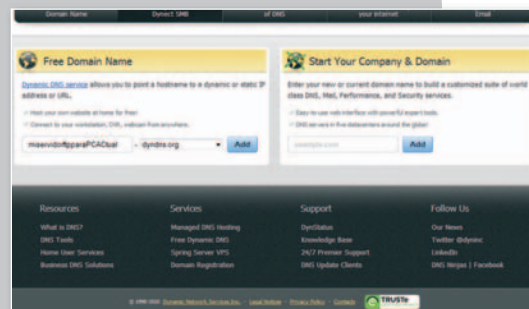 Domain Name
Dynect SMB
of DNS
your internet
Email
Free Domain Name
Dynamic DNS service allows you to point a hostname to a dynamic or static IP
address or URL.
Host your own website at home for free!
Connect to your workstation, DVR, webcam from anywhere.
miservidorftpparaPCACtual . dyndns.org Add
Start Your Company & Domain
Enter your new or current domain name to build a customized suite of world
class DNS, Mail, Performance, and Security services.
Easy-to-use web interface with powerful expert tools.
DNS servers in five datacenters around the globe!
example.com Add
Resources
What is DNS?
DNS Tools
Home User Services
Business DNS Solutions
Services
Managed DNS Hosting
Free Dynamic DNS
Spring Server VPS
Domain Registration
Support
DynStatus
Knowledge Base
24/7 Premier Support
DNS Update Clients
Follow Us
Our News
Twitter @dyninc
LinkedIn
DNS Ninjas | Facebook
© 1998-2010 Dynamic Network Services Inc. - Legal Notices - Privacy Policy - Contacts
TRUSTe